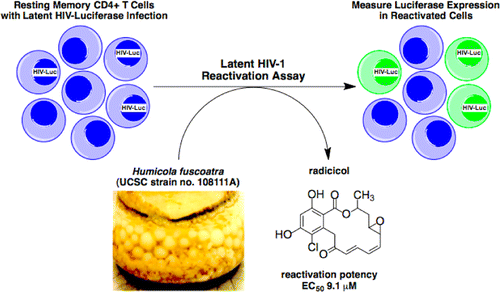 Resting Memory CD4+ T Cells
with Latent HIV-Luciferase Infection
Measure Luciferase Expression
in Reactivated Cells
HIV-Luc
HIV-Luc
HIV-Luc
HIV-Luc
HIV-Luc
HIV-Luc
Latent HIV-1
Reactivation Assay
Humicola fuscoatra
(UCSC strain no. 108111A)
radicicol
OH
O
CH3
O
O
HO
Cl
O
reactivation potency
EC50 9.1 μM